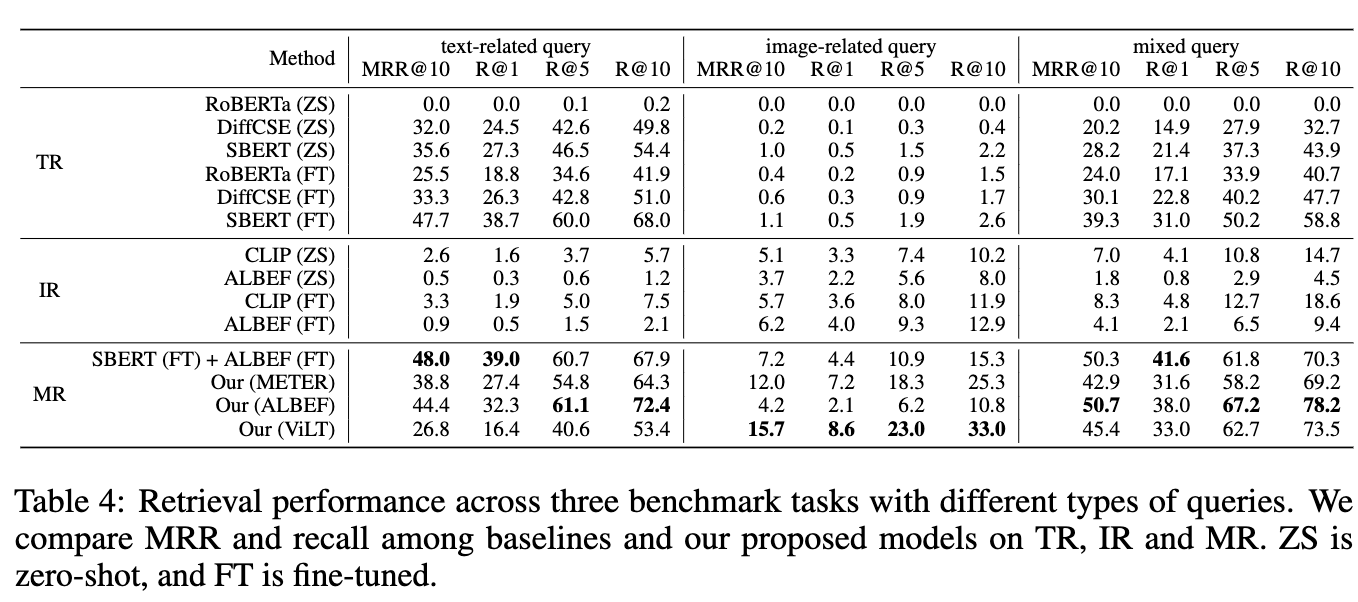 Method text-related query image-related query mixed query
MRR@10 R@1 R@5 R@10 MRR@10 R@1 R@5 R@10 MRR@10 R@1 R@5 R@10
TR
RoBERTa (ZS) 0.0 0.0 0.1 0.2 0.0 0.0 0.0 0.0 0.0 0.0 0.0 0.0
DiffCSE (ZS) 32.0 24.5 42.6 49.8 0.2 0.1 0.3 0.4 20.2 14.9 27.9 32.7
SBERT (ZS) 35.6 27.3 46.5 54.4 1.0 0.5 1.5 2.2 28.2 21.4 37.3 43.9
RoBERTa (FT) 25.5 18.8 34.6 41.9 0.4 0.2 0.9 1.5 24.0 17.1 33.9 40.7
DiffCSE (FT) 33.3 26.3 42.8 51.0 0.6 0.3 0.9 1.7 30.1 22.8 40.2 47.7
SBERT (FT) 47.7 38.7 60.0 68.0 1.1 0.5 1.9 2.6 39.3 31.0 50.2 58.8
IR
CLIP (ZS) 2.6 1.6 3.7 5.7 5.1 3.3 7.4 10.2 7.0 4.1 10.8 14.7
ALBEF (ZS) 0.5 0.3 0.6 1.2 3.7 2.2 5.6 8.0 1.8 0.8 2.9 4.5
CLIP (FT) 3.3 1.9 5.0 7.5 5.7 3.6 8.0 11.9 8.3 4.8 12.7 18.6
ALBEF (FT) 0.9 0.5 1.5 2.1 6.2 4.0 9.3 12.9 4.1 2.1 6.5 9.4
MR
SBERT (FT) + ALBEF (FT) 48.0 39.0 60.7 67.9 7.2 4.4 10.9 15.3 50.3 41.6 61.8 70.3
Our (METER) 38.8 27.4 54.8 64.3 12.0 7.2 18.3 25.3 42.9 31.6 58.2 69.2
Our (ALBEF) 44.4 32.3 61.1 72.4 4.2 2.1 6.2 10.8 50.7 38.0 67.2 78.2
Our (ViLT) 26.8 16.4 40.6 53.4 15.7 8.6 23.0 33.0 45.4 33.0 62.7 73.5
Table 4: Retrieval performance across three benchmark tasks with different types of queries. We
compare MRR and recall among baselines and our proposed models on TR, IR and MR. ZS is
zero-shot, and FT is fine-tuned.